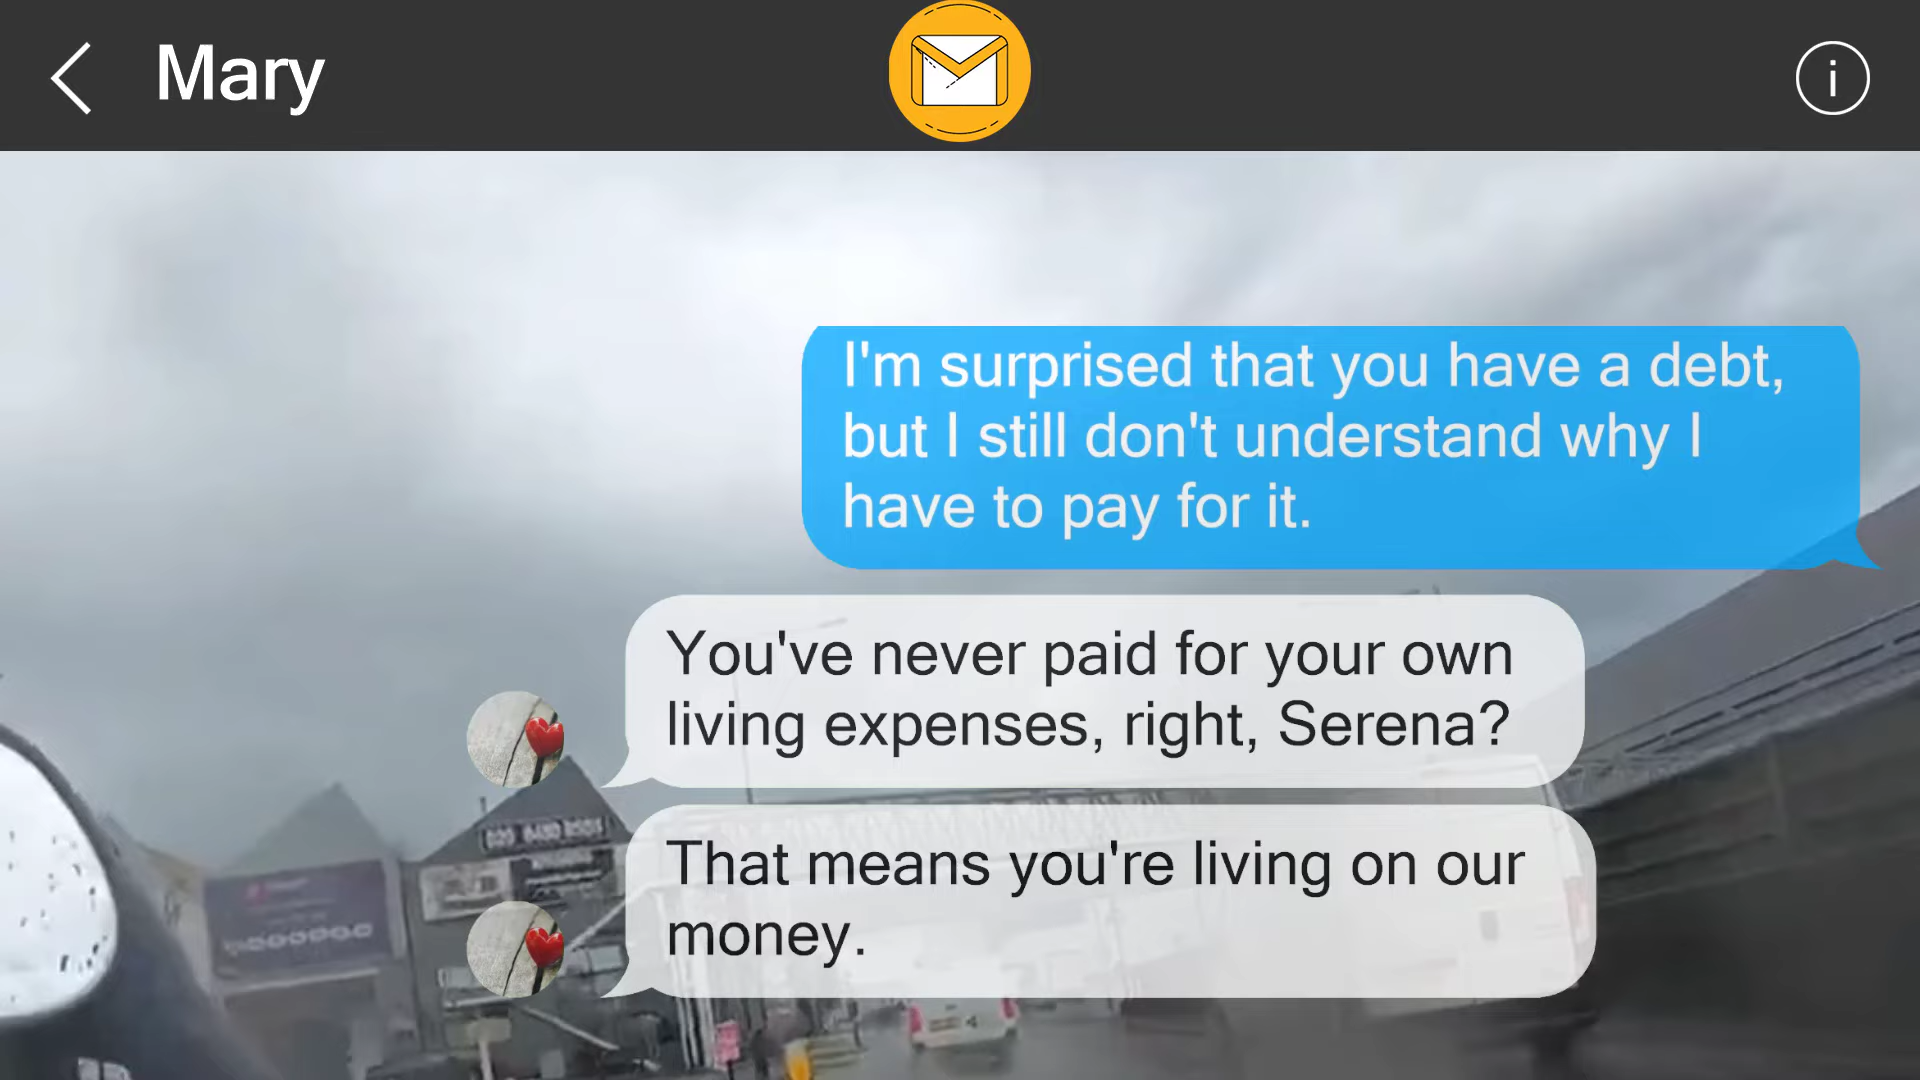 Mary
i
I'm surprised that you have a debt,
but I still don't understand why I
have to pay for it.
You've never paid for your own
living expenses, right, Serena?
That means you're living on our
money.